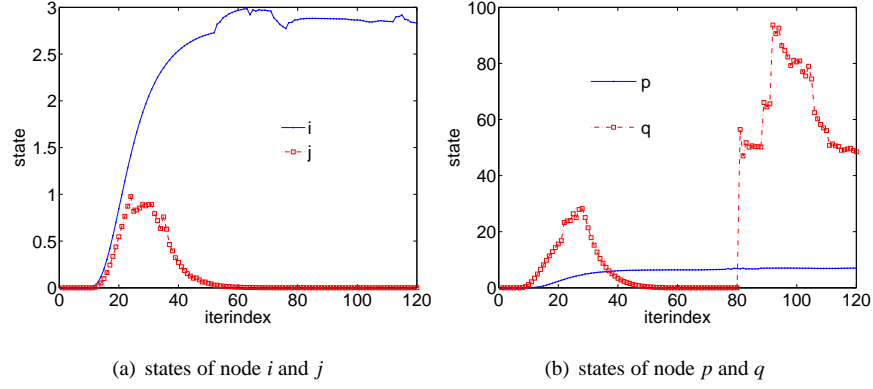 3
2.5
2
1.5
1
0.5
0
state
i
j
0 20 40 60 80 100 120
iterindex
(a) states of node i and j
100
80
60
40
20
0
state
p
q
0 20 40 60 80 100 120
iterindex
(b) states of node p and q